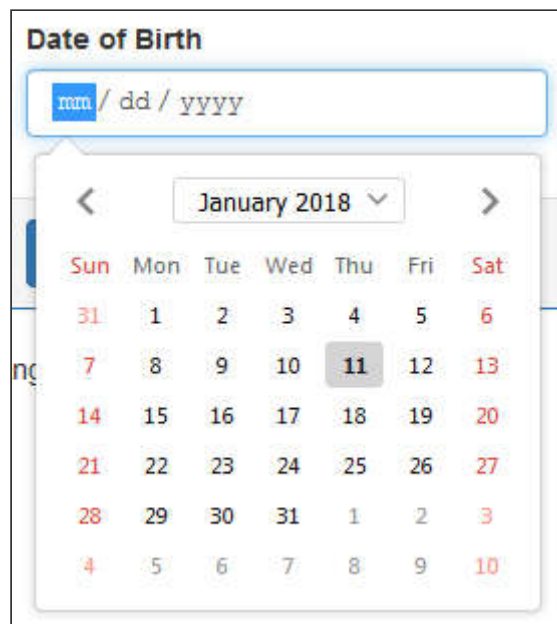 Date of Birth
mm / dd / yyyy
January 2018
Sun Mon Tue Wed Thu Fri Sat
31 1 2 3 4 5 6
ng
7 8 9 10 11 12 13
14 15 16 17 18 19 20
21 22 23 24 25 26 27
28 29 30 31 1 2 3
4 5 6 7 8 9 10